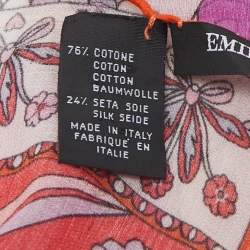 76% COTONE
COTON
COTTON
BAUMWOLLE
24% SETA SOIE
SILK SEIDE
MADE IN ITALY
FABRIQUÉ EN
ITALIE
EMI